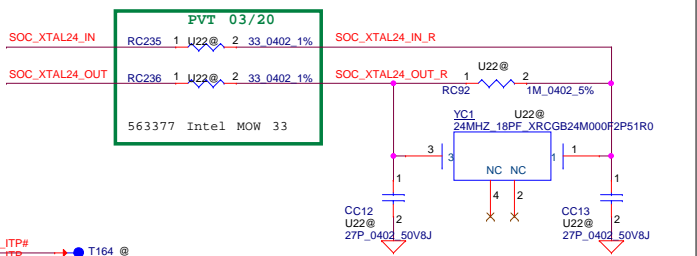 PVT 03/20
SOC_XTAL24_IN RC235 1 U22@ 2 33_0402_1% SOC_XTAL24_IN_R
SOC_XTAL24_OUT RC236 1 U22@ 2 33_0402_1% SOC_XTAL24_OUT_R
563377 Intel MOW 33
U22@
1 2
RC92 1M_0402_5%
YC1 U22@
24MHZ_18PF_XRCGB24M000F2P51R0
3 3 1 1
NC NC
4 2
1 1
CC12 2 CC13 2
U22@ U22@
27P_0402_50V8J 27P_0402_50V8J
_ITP#
ITP T164 @